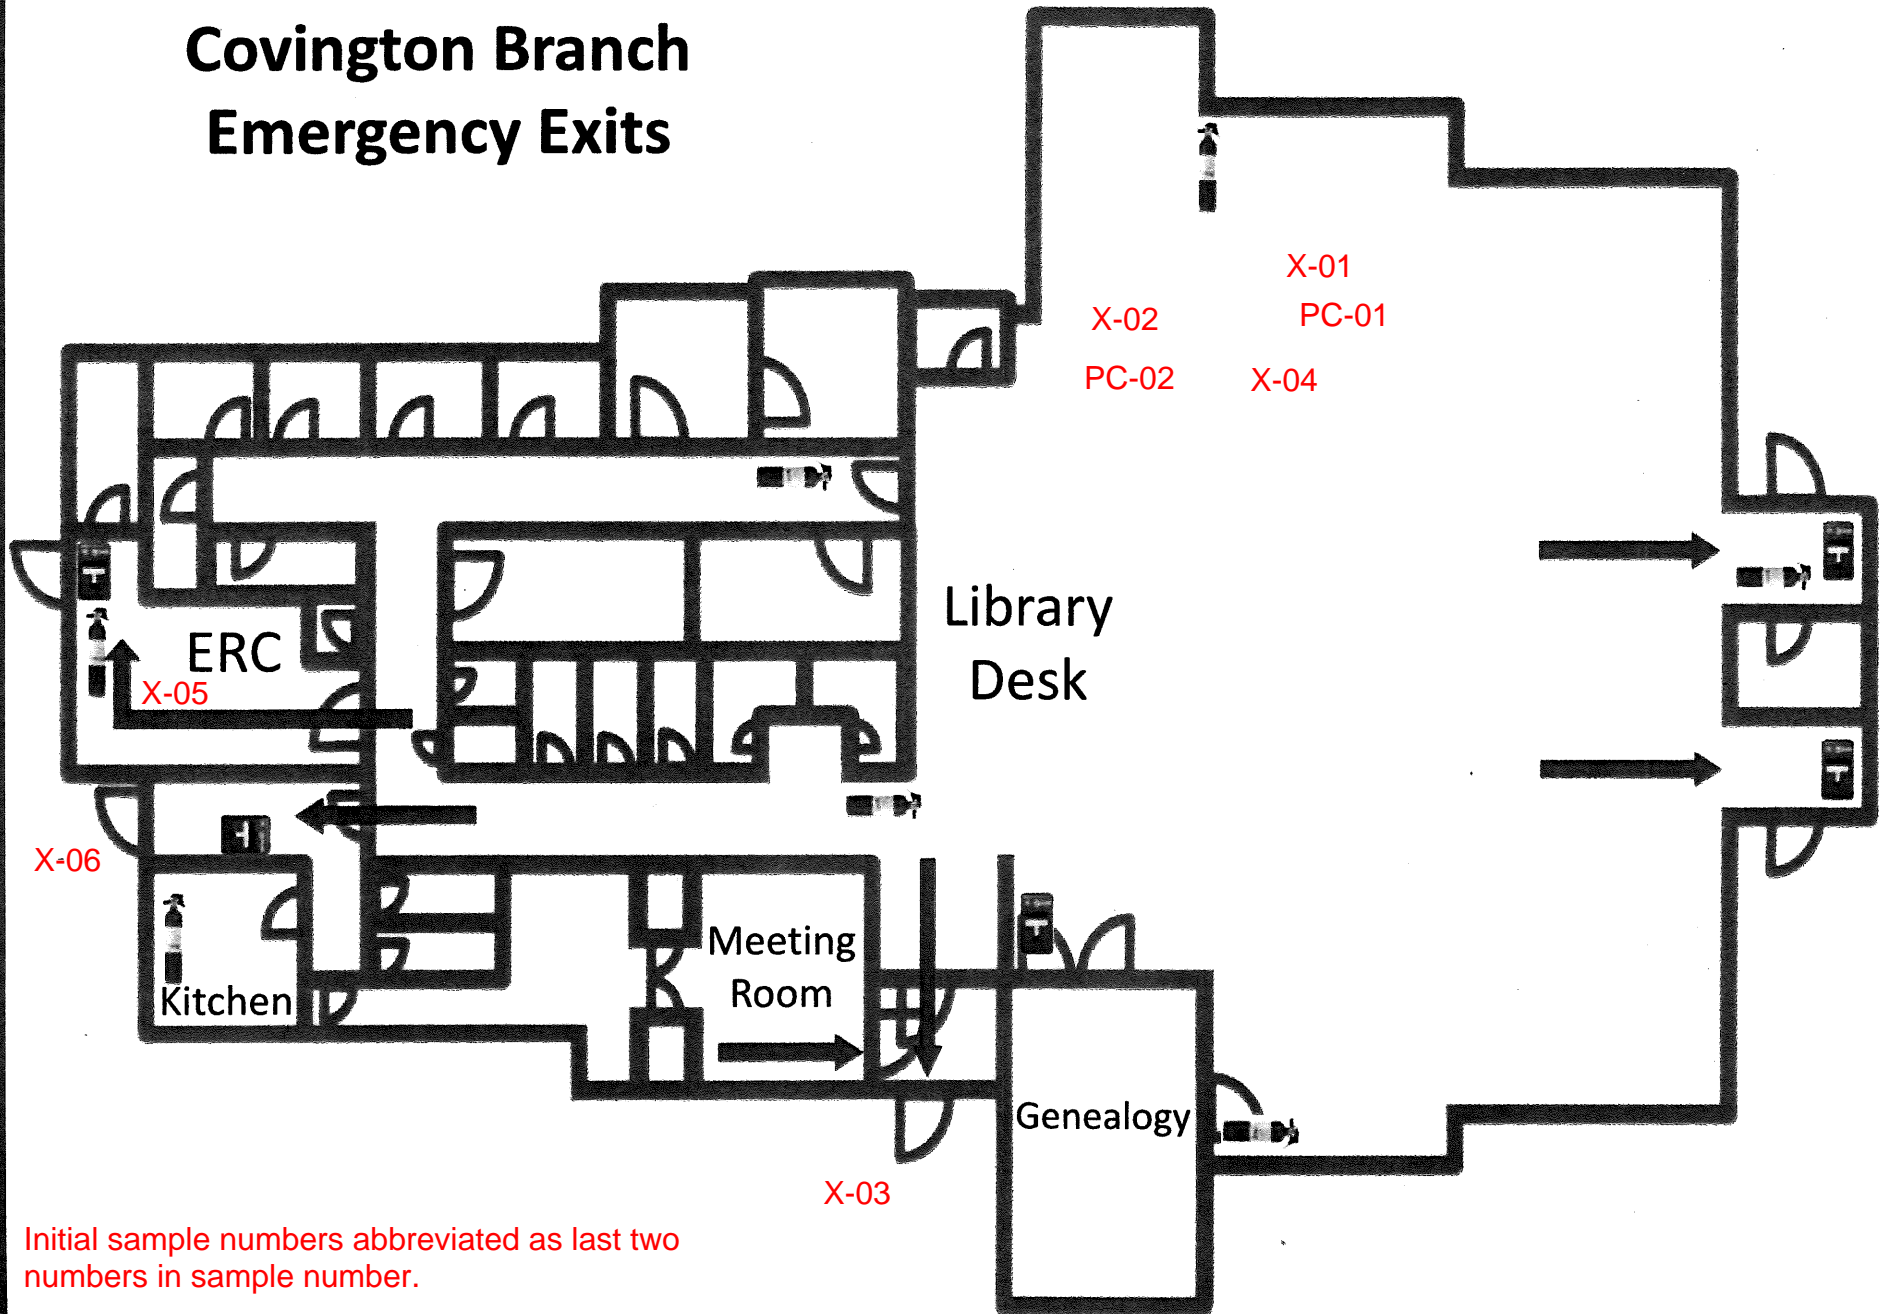 Covington Branch
Emergency Exits
X-01
X-02
PC-01
PC-02
X-04
Library
Desk
ERC
X-05
X-06
Meeting
Room
Kitchen
Genealogy
X-03
Initial sample numbers abbreviated as last two
numbers in sample number.